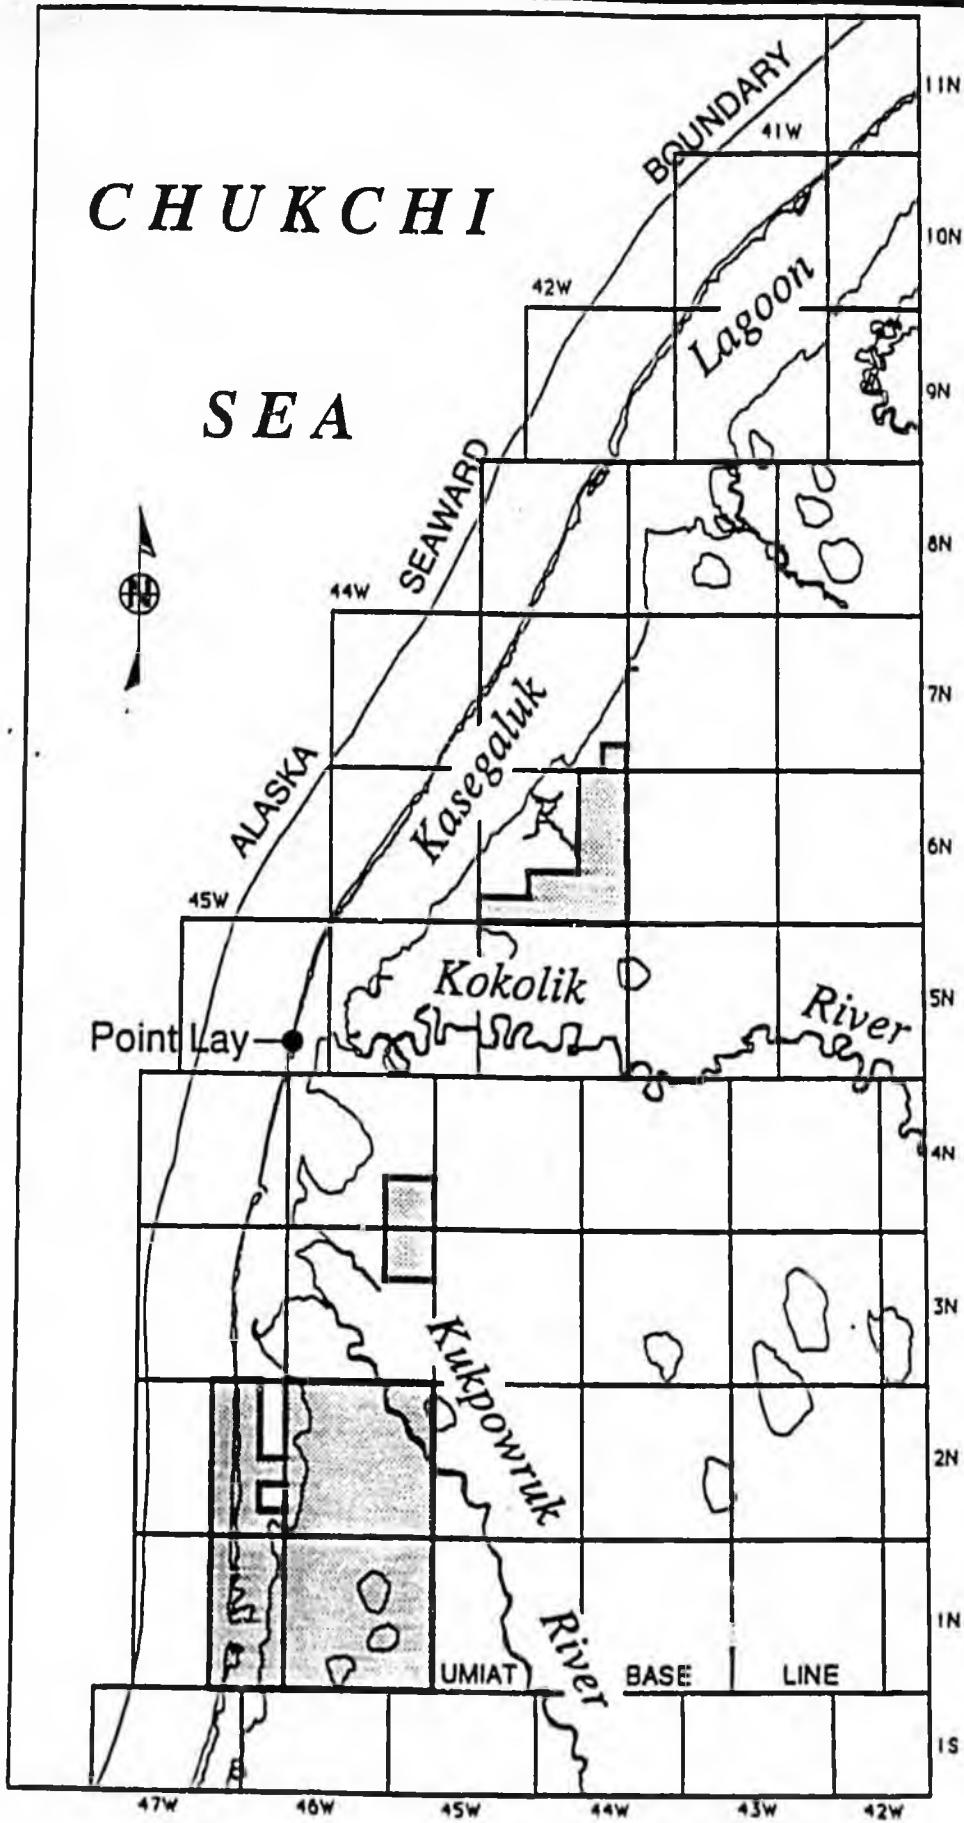 11N
BOUNDARY
41W
CHUKCHI
10N
Lagoon
42W
9N
SEA
SEAWARD
8N
N
44W
7N
Kasegaluk
ALASKA
6N
45W
Kokolik
River
5N
Point Lay
4N
3N
Kukpowruk
2N
River
1N
UMIAT BASE LINE
1S
47W 46W 45W 44W 43W 42W